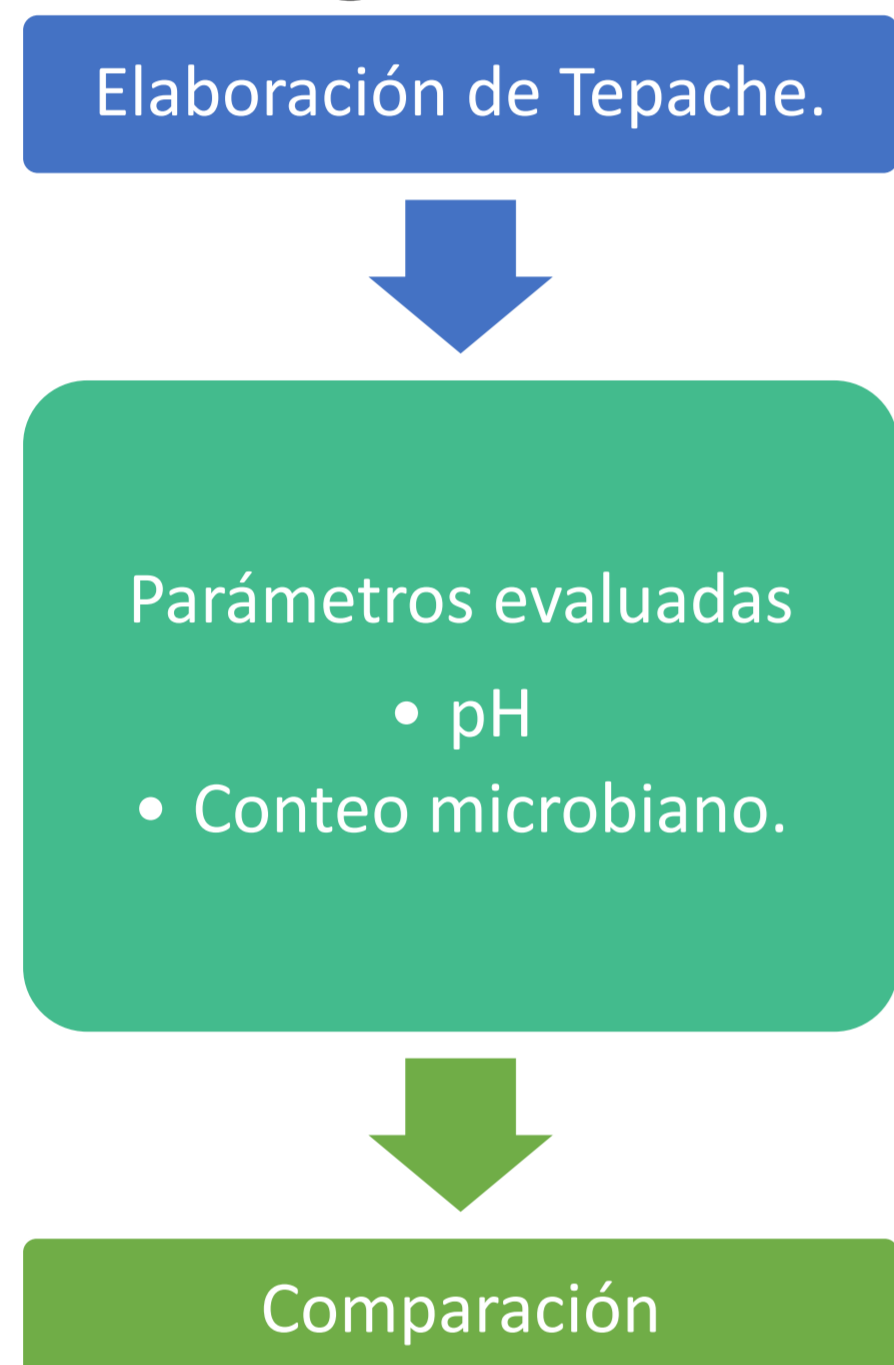 Elaboración de Tepache.
Parámetros evaluadas
• pH
• Conteo microbiano.
Comparación